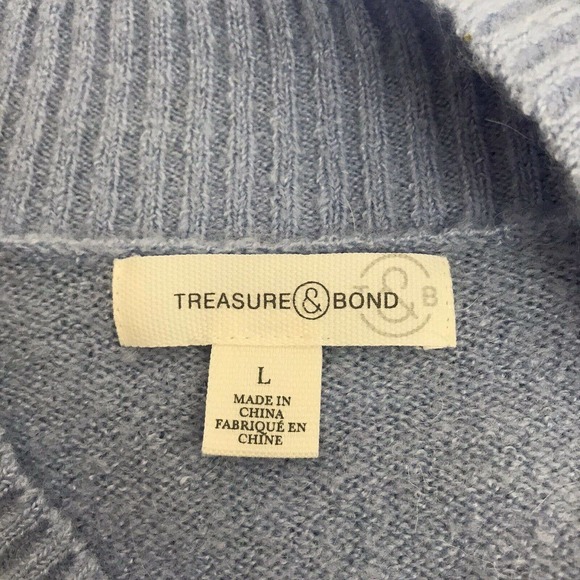 TREASURE & BOND
T & B
L
MADE IN
CHINA
FABRIQUÉ EN
CHINE